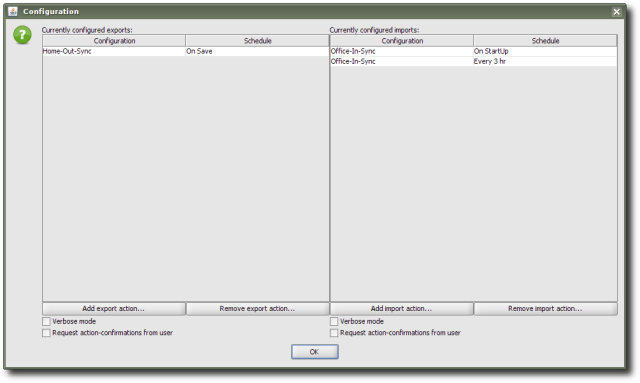 Configuration
Currently configured exports:
Currently configured imports:
Configuration Schedule
Configuration Schedule
Home-Out-Sync On Save
Office-In-Sync On StartUp
Office-In-Sync Every 3 hr
Add export action... Remove export action...
Add import action... Remove import action...
Verbose mode
Verbose mode
Request action-confirmations from user
Request action-confirmations from user
OK